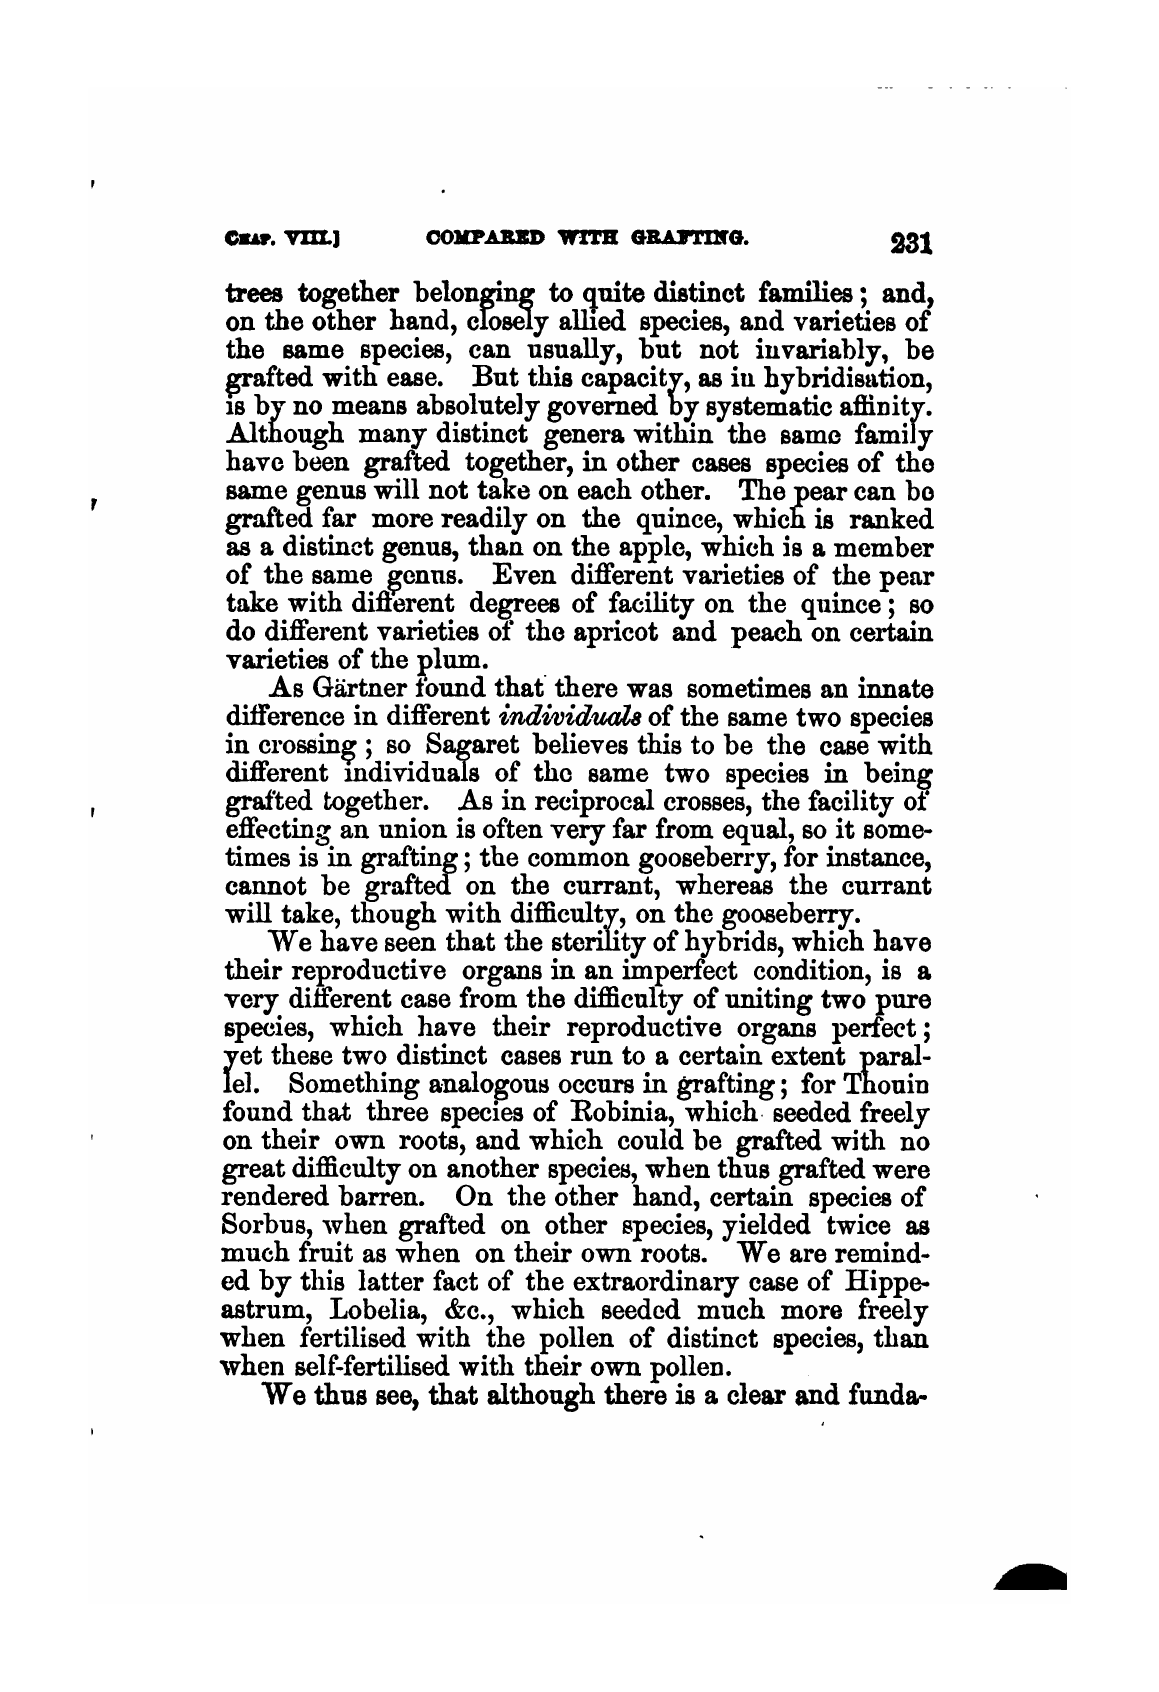 CHAP. VIII.] COMPARED WITH GRAFTING. 231
trees together belonging to quite distinct families; and,
on the other hand, closely allied species, and varieties of
the same species, can usually, but not invariably, be
grafted with ease. But this capacity, as in hybridisation,
is by no means absolutely governed by systematic affinity.
Although many distinct genera within the same family
have been grafted together, in other cases species of the
same genus will not take on each other. The pear can be
grafted far more readily on the quince, which is ranked
as a distinct genus, than on the apple, which is a member
of the same genus. Even different varieties of the pear
take with different degrees of facility on the quince; so
do different varieties of the apricot and peach on certain
varieties of the plum.
As Gärtner found that there was sometimes an innate
difference in different individuals of the same two species
in crossing; so Sagaret believes this to be the case with
different individuals of the same two species in being
grafted together. As in reciprocal crosses, the facility of
effecting an union is often very far from equal, so it some-
times is in grafting; the common gooseberry, for instance,
cannot be grafted on the currant, whereas the currant
will take, though with difficulty, on the gooseberry.
We have seen that the sterility of hybrids, which have
their reproductive organs in an imperfect condition, is a
very different case from the difficulty of uniting two pure
species, which have their reproductive organs perfect;
yet these two distinct cases run to a certain extent paral-
lel. Something analogous occurs in grafting; for Thouin
found that three species of Robinia, which seeded freely
on their own roots, and which could be grafted with no
great difficulty on another species, when thus grafted were
rendered barren. On the other hand, certain species of
Sorbus, when grafted on other species, yielded twice as
much fruit as when on their own roots. We are remind-
ed by this latter fact of the extraordinary case of Hippe-
astrum, Lobelia, &c., which seeded much more freely
when fertilised with the pollen of distinct species, than
when self-fertilised with their own pollen.
We thus see, that although there is a clear and funda-